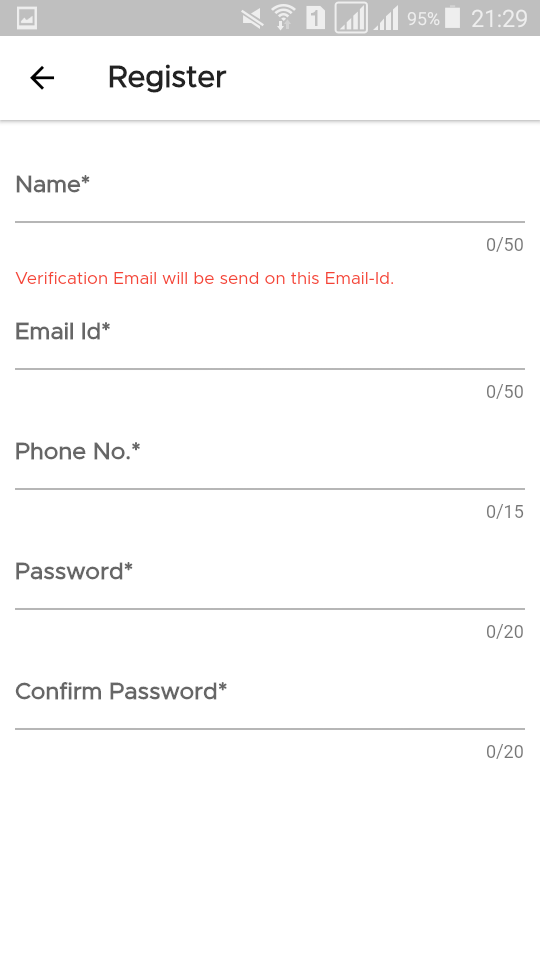 1 95% 21:29
Register
Name*
0/50
Verification Email will be send on this Email-Id.
Email Id*
0/50
Phone No.*
0/15
Password*
0/20
Confirm Password*
0/20